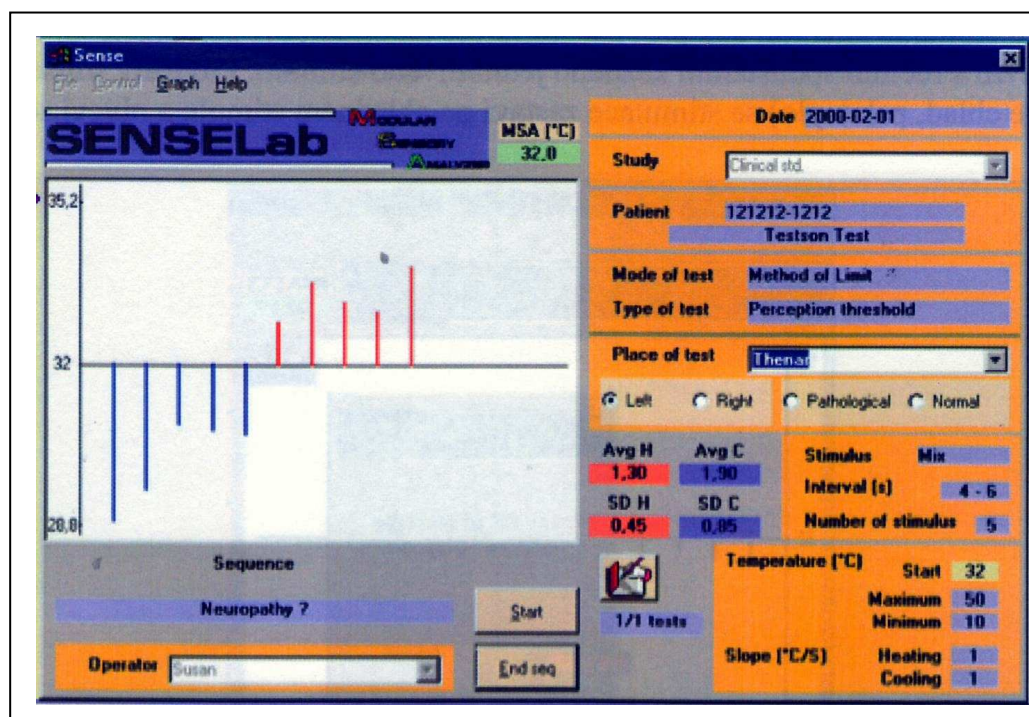 Sense
File Control Graph Help
SENSELab
MODULAR
SENSORY
ANALYZER
MSA (°C)
32,0
35,2
32
28,8
Date 2000-02-01
Study Clinical std.
Patient 121212-1212
Testson Test
Mode of test Method of Limit
Type of test Perception threshold
Place of test Thenar
Left Right Pathological Normal
Avg H Avg C
1,30 1,90
SD H SD C
0,45 0,85
Stimulus Mix
Interval (s) 4 - 6
Number of stimulus 5
Sequence
Neuropathy ?
Start
Operator Susan
End seq
1/1 tests
Temperature (°C)
Start 32
Maximum 50
Minimum 10
Slope (°C/S) Heating 1
Cooling 1